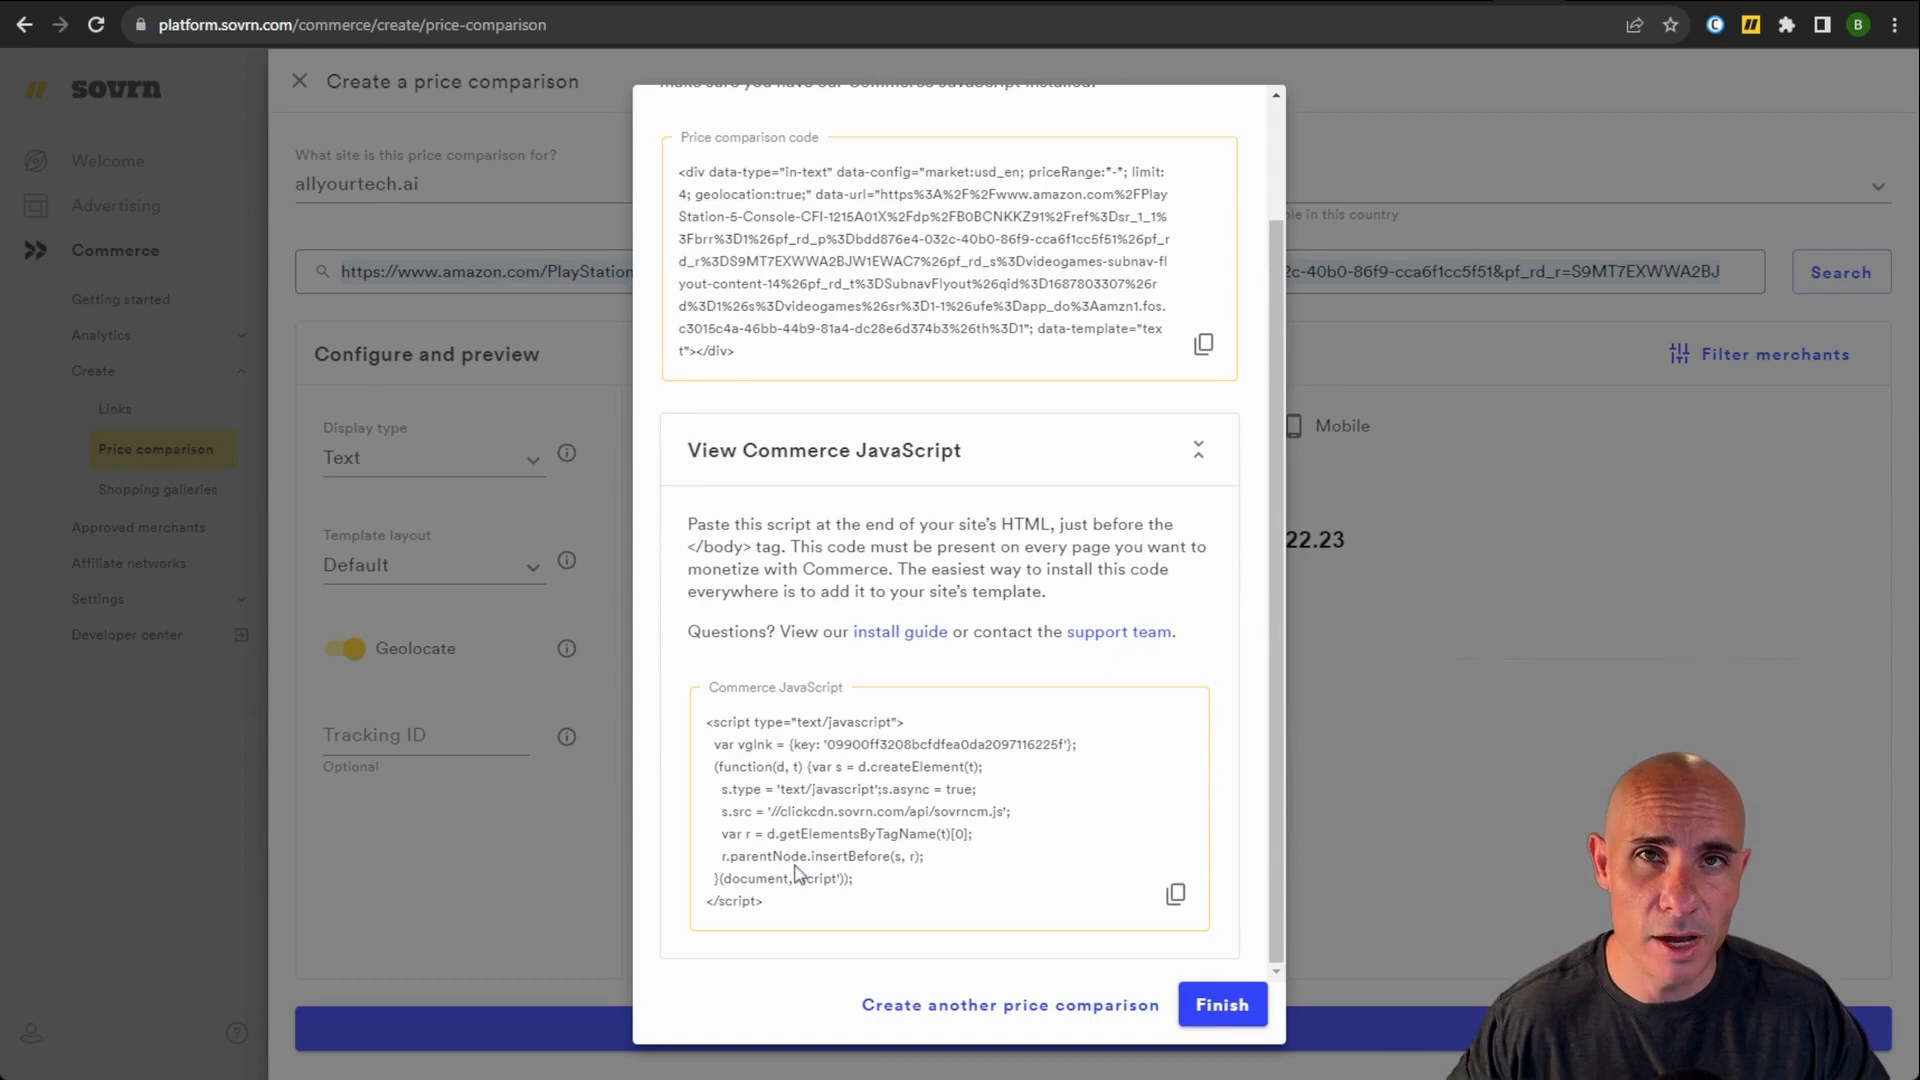 platform.sovrn.com/commerce/create/price-comparison
B
sovrn
Create a price comparison
Welcome
Advertising
Commerce
Getting started
Analytics
Create
Links
Price comparison
Shopping galleries
Approved merchants
Affiliate networks
Settings
Developer center
What site is this price comparison for?
allyourtech.ai
https://www.amazon.com/PlayStation
2c-40b0-86f9-cca6f1cc5f51&pf_rd_r=S9MT7EXWWA2BJ
Search
Configure and preview
Filter merchants
Display type
Text
Template layout
Default
Geolocate
Tracking ID
Optional
in this country
Mobile
22.23
make sure you have our Commerce JavaScript installed.
Price comparison code
<div data-type="in-text" data-config="market:usd_en; priceRange:*-*; limit:
4; geolocation:true;" data-url="https%3A%2F%2Fwww.amazon.com%2FPlay
Station-5-Console-CFI-1215A01X%2Fdp%2FB0BCNKKZ91%2Fref%3Dsr_1_1%
3Fbrr%3D1%26pf_rd_p%3Dbdd876e4-032c-40b0-86f9-cca6f1cc5f51%26pf_r
d_r%3DS9MT7EXWWA2BJW1EWAC7%26pf_rd_s%3Dvideogames-subnav-fl
yout-content-14%26pf_rd_t%3DSubnavFlyout%26qid%3D1687803307%26r
d%3D1%26s%3Dvideogames%26sr%3D1-1%26ufe%3Dapp_do%3Aamzn1.fos.
c3015c4a-46bb-44b9-81a4-dc28e6d374b3%26th%3D1"; data-template="tex
t"></div>
View Commerce JavaScript
Paste this script at the end of your site's HTML, just before the
</body> tag. This code must be present on every page you want to
monetize with Commerce. The easiest way to install this code
everywhere is to add it to your site's template.
Questions? View our install guide or contact the support team.
Commerce JavaScript
<script type="text/javascript">
var vglnk = {key: '09900ff3208bcfdfea0da2097116225f'};
(function(d, t) {var s = d.createElement(t);
s.type = 'text/javascript';s.async = true;
s.src = '//clickcdn.sovrn.com/api/sovrncm.js';
var r = d.getElementsByTagName(t)[0];
r.parentNode.insertBefore(s, r);
}(document, 'script'));
</script>
Create another price comparison
Finish